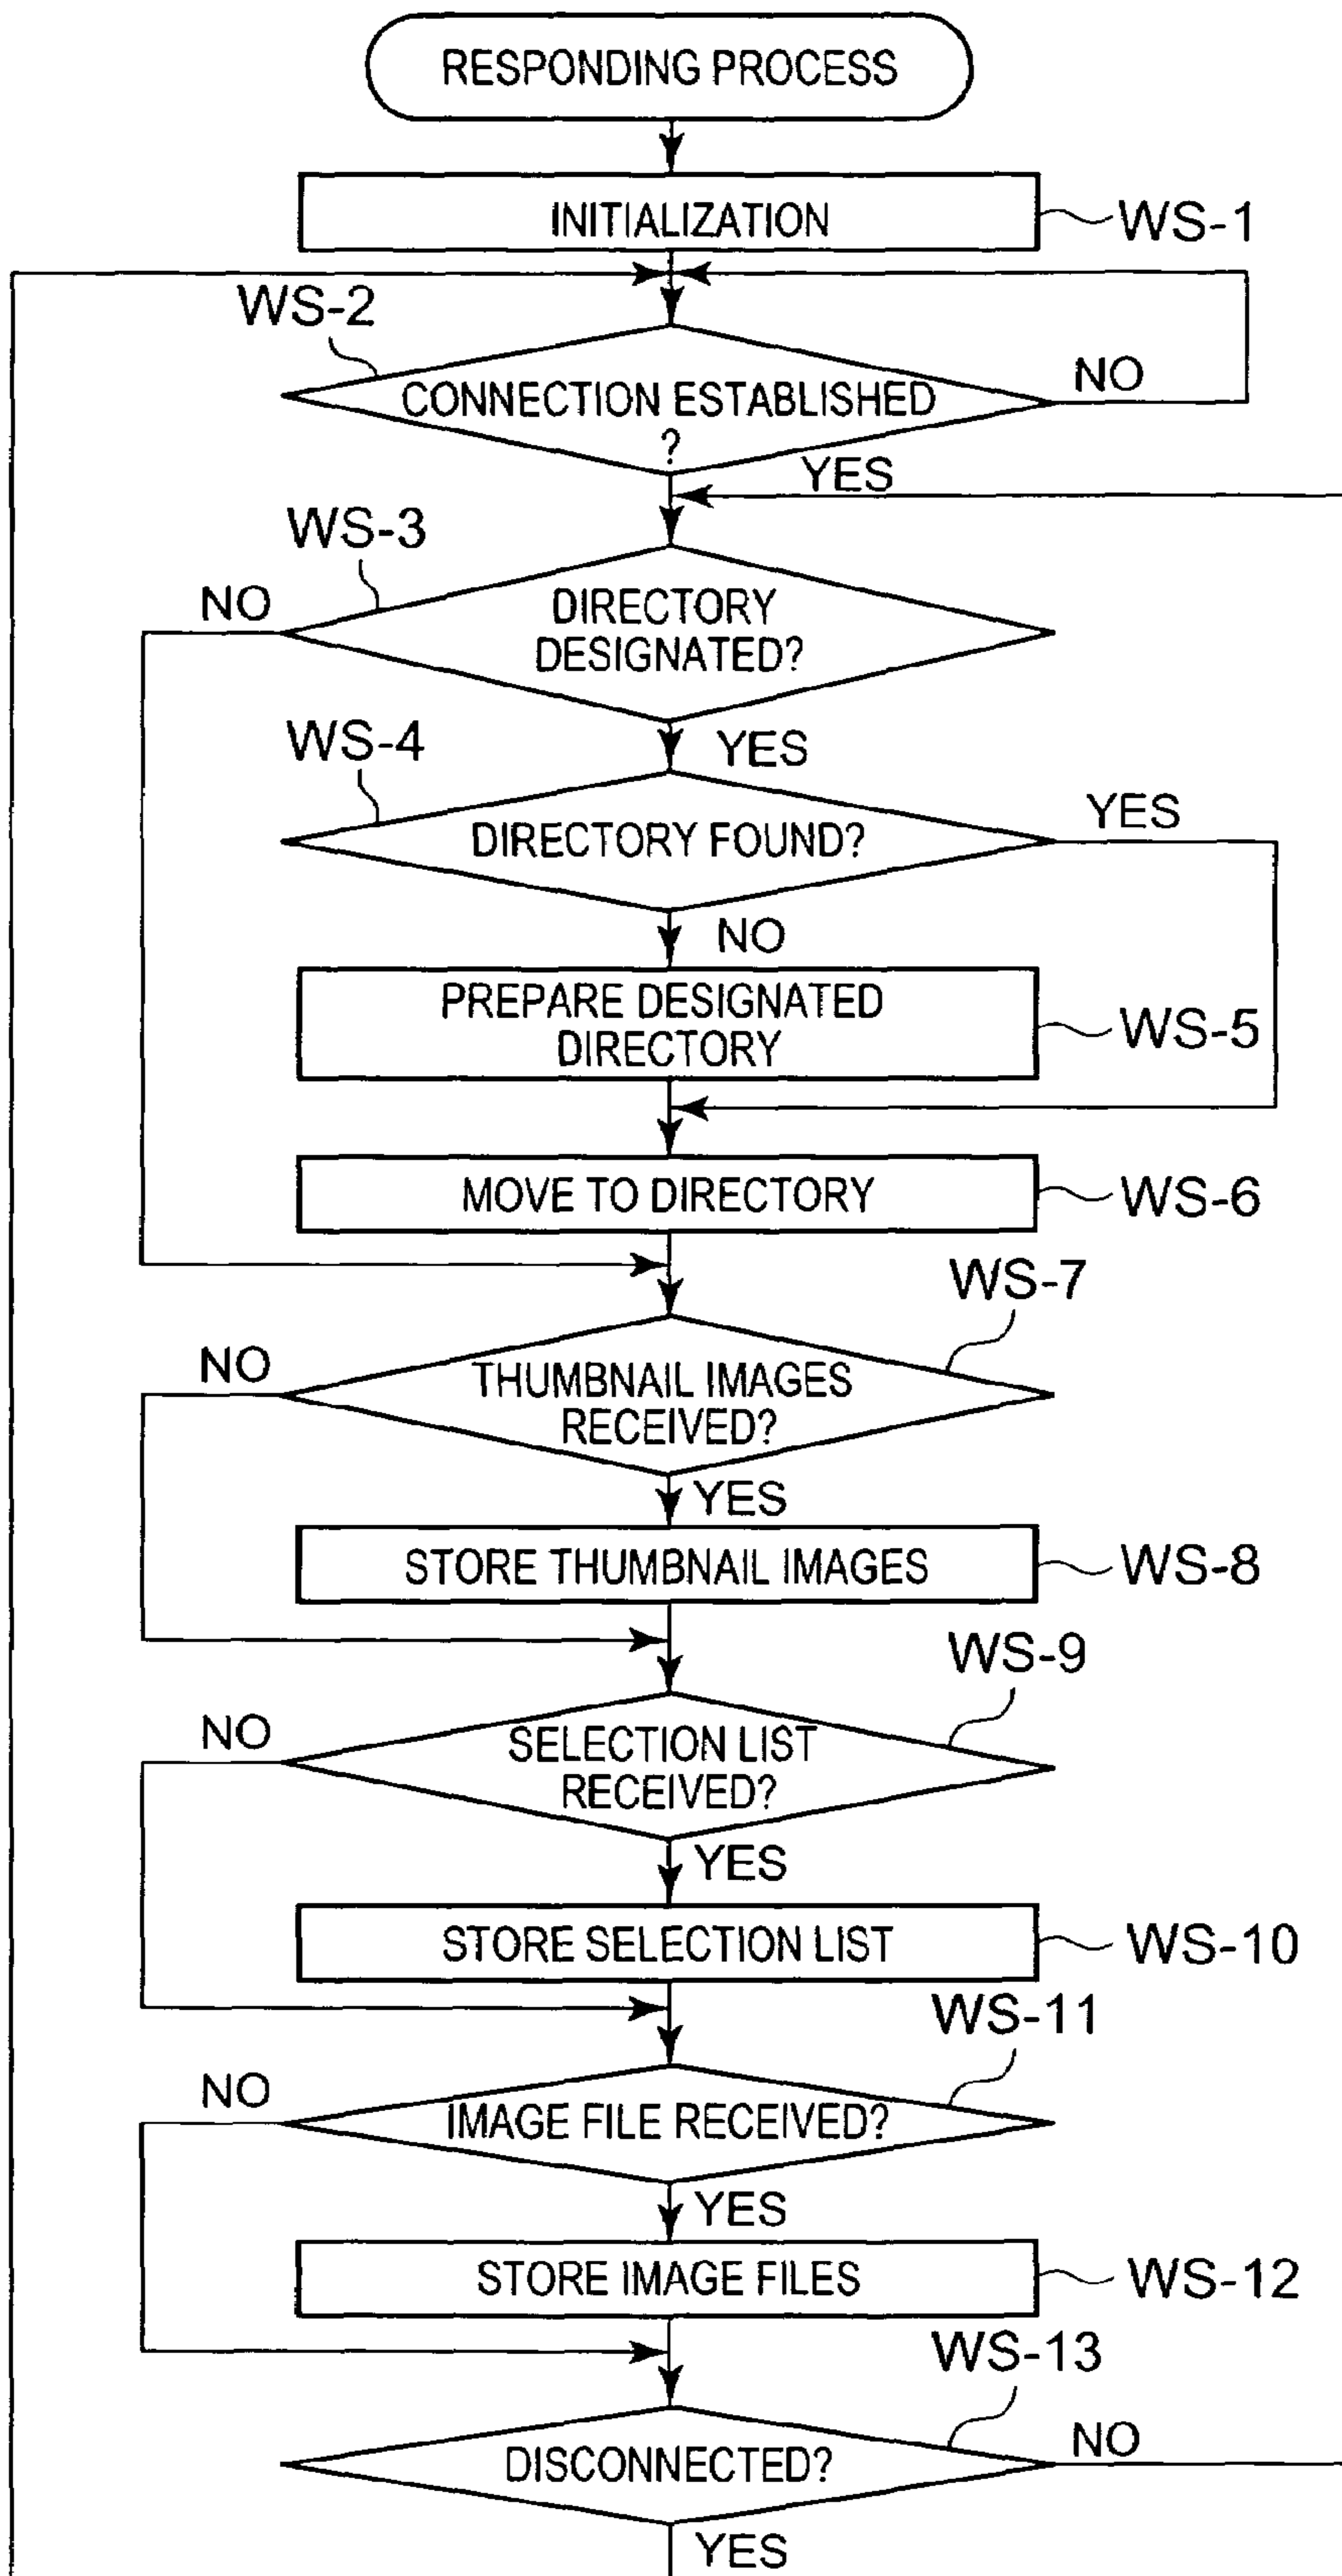 RESPONDING PROCESS
INITIALIZATION
WS-1
WS-2
CONNECTION ESTABLISHED
?
NO
YES
WS-3
NO
DIRECTORY
DESIGNATED?
WS-4
YES
DIRECTORY FOUND?
YES
NO
PREPARE DESIGNATED
DIRECTORY
WS-5
MOVE TO DIRECTORY
WS-6
WS-7
NO
THUMBNAIL IMAGES
RECEIVED?
YES
STORE THUMBNAIL IMAGES
WS-8
WS-9
NO
SELECTION LIST
RECEIVED?
YES
STORE SELECTION LIST
WS-10
WS-11
NO
IMAGE FILE RECEIVED?
YES
STORE IMAGE FILES
WS-12
WS-13
DISCONNECTED?
NO
YES